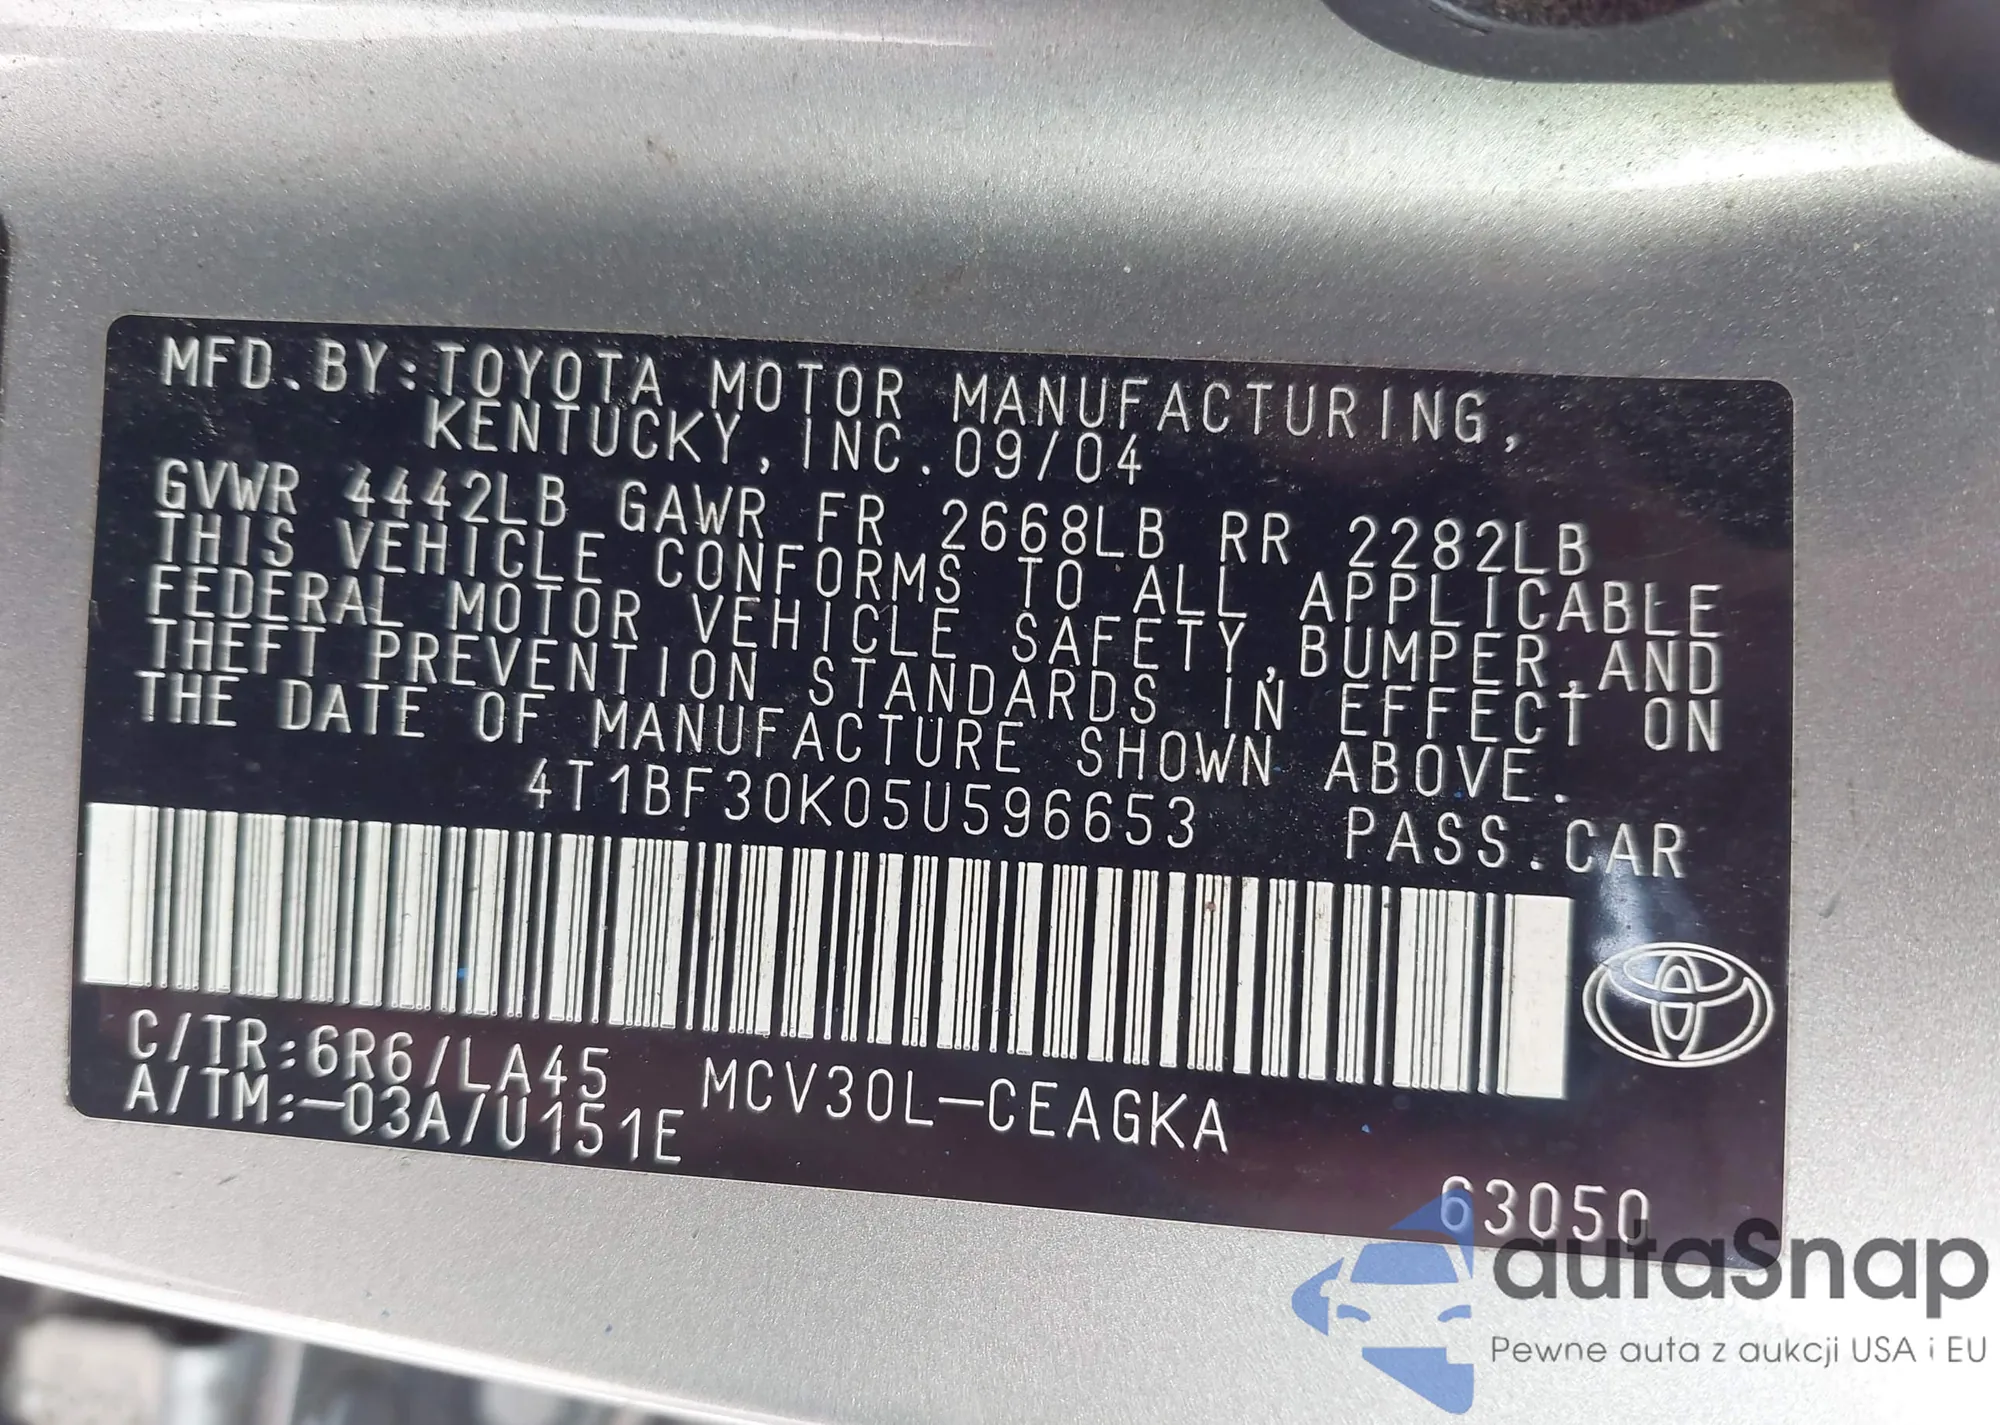 MFD.BY:TOYOTA MOTOR MANUFACTURING,
KENTUCKY,INC.09/04
GVWR 4442LB GAWR FR 2668LB RR 2282LB
THIS VEHICLE CONFORMS TO ALL APPLICABLE
FEDERAL MOTOR VEHICLE SAFETY,BUMPER,AND
THEFT PREVENTION STANDARDS IN EFFECT ON
THE DATE OF MANUFACTURE SHOWN ABOVE.
4T1BF30K05U596653 PASS.CAR
C/TR:6R6/LA45 MCV30L-CEAGKA
A/TM:-03A/U151E
63050
autaSnap
Pewne auta z aukcji USA i EU